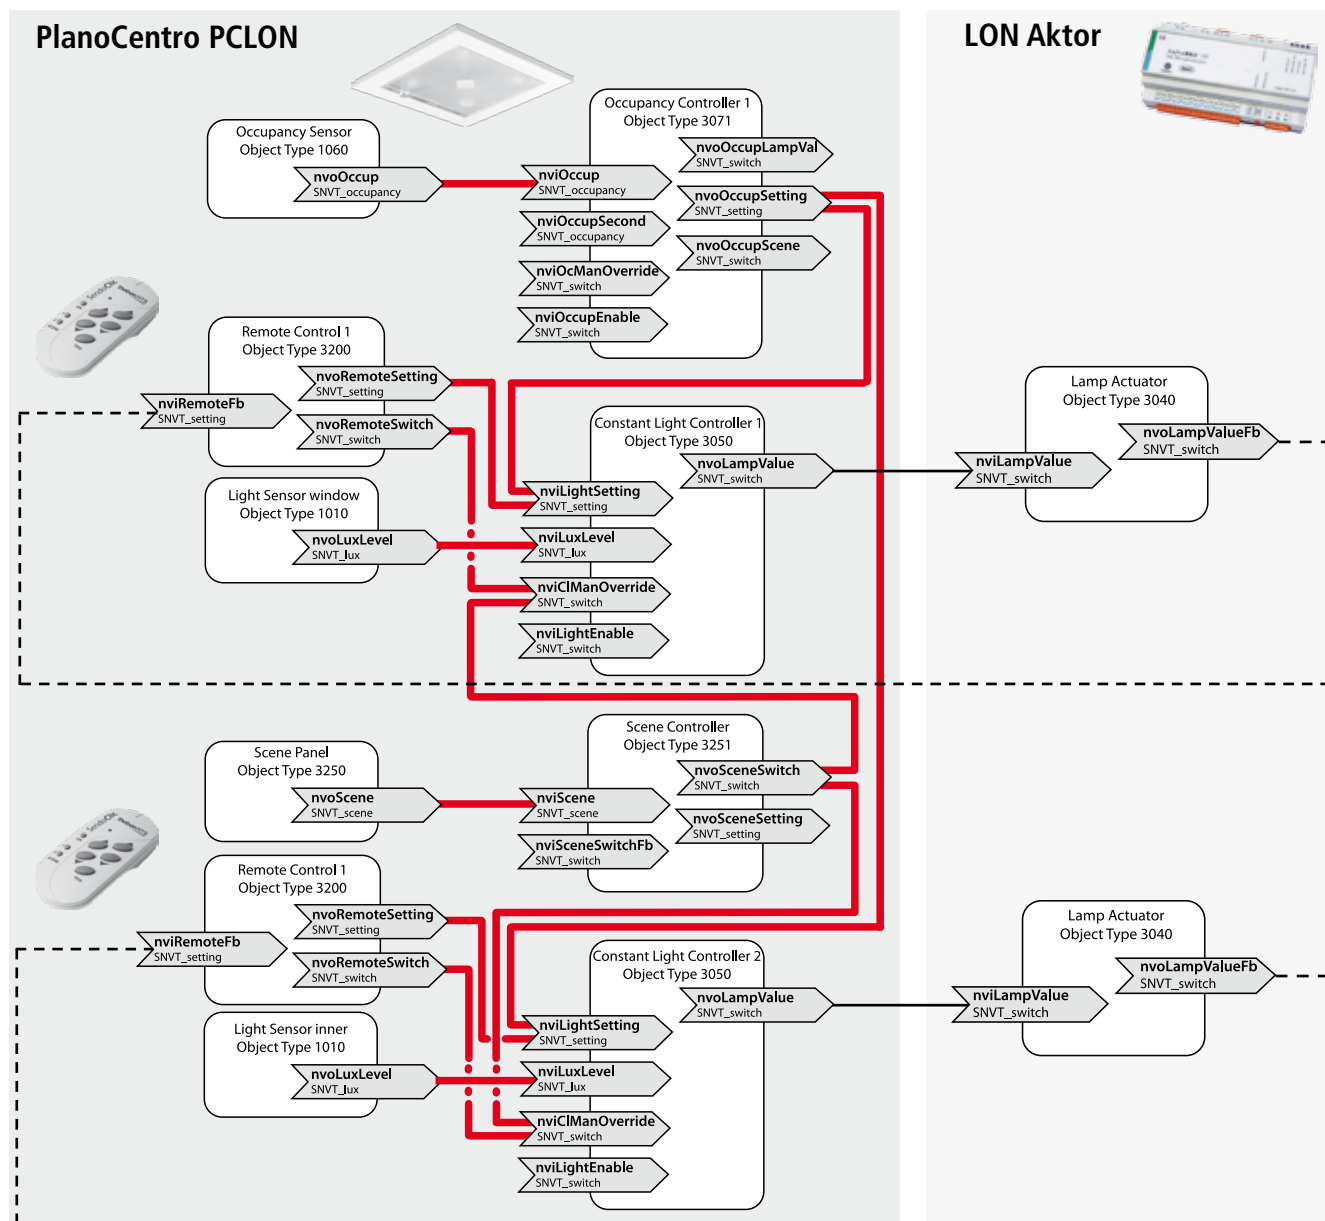 PlanoCentro PCLON
LON Aktor
Occupancy Sensor
Object Type 1060
nvoOccup
SNVT_occupancy
Occupancy Controller 1
Object Type 3071
nvoOccupLampVal
SNVT_switch
nviOccup
SNVT_occupancy
nvoOccupSetting
SNVT_setting
nviOccupSecond
SNVT_occupancy
nvoOccupScene
SNVT_switch
nviOcManOverride
SNVT_switch
nviOccupEnable
SNVT_switch
Remote Control 1
Object Type 3200
nvoRemoteSetting
SNVT_setting
nviRemoteFb
SNVT_setting
nvoRemoteSwitch
SNVT_switch
Light Sensor window
Object Type 1010
nvoLuxLevel
SNVT_lux
Constant Light Controller 1
Object Type 3050
nvoLampValue
SNVT_switch
nviLightSetting
SNVT_setting
nviLuxLevel
SNVT_lux
nviClManOverride
SNVT_switch
nviLightEnable
SNVT_switch
Lamp Actuator
Object Type 3040
nvoLampValueFb
SNVT_switch
nviLampValue
SNVT_switch
Scene Panel
Object Type 3250
nvoScene
SNVT_scene
Scene Controller
Object Type 3251
nvoSceneSwitch
SNVT_switch
nviScene
SNVT_scene
nvoSceneSetting
SNVT_setting
nviSceneSwitchFb
SNVT_switch
Remote Control 1
Object Type 3200
nvoRemoteSetting
SNVT_setting
nviRemoteFb
SNVT_setting
nvoRemoteSwitch
SNVT_switch
Light Sensor inner
Object Type 1010
nvoLuxLevel
SNVT_lux
Constant Light Controller 2
Object Type 3050
nvoLampValue
SNVT_switch
nviLightSetting
SNVT_setting
nviLuxLevel
SNVT_lux
nviClManOverride
SNVT_switch
nviLightEnable
SNVT_switch
Lamp Actuator
Object Type 3040
nvoLampValueFb
SNVT_switch
nviLampValue
SNVT_switch